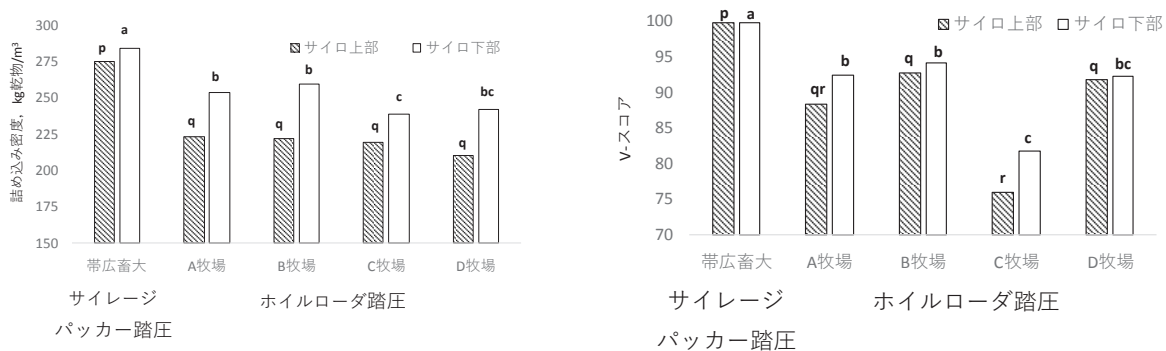 300
275
250
225
200
175
150
詰め込み密度, kg乾物/m³
サイロ上部
サイロ下部
p
a
q
b
q
b
q
c
q
bc
帯広畜大
A牧場
B牧場
C牧場
D牧場
サイレージ
パッカー踏圧
ホイルローダ踏圧
100
95
90
85
80
75
70
V-スコア
サイロ上部
サイロ下部
p
a
qr
b
q
b
r
c
q
bc
帯広畜大
A牧場
B牧場
C牧場
D牧場
サイレージ
パッカー踏圧
ホイルローダ踏圧